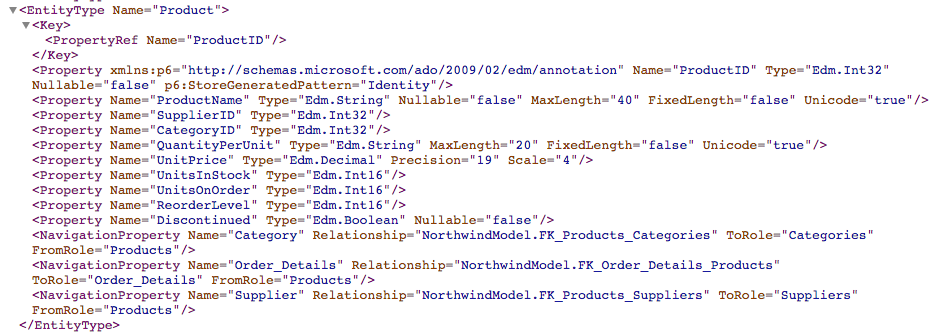 ▼<EntityType Name="Product">
▼<Key>
<PropertyRef Name="ProductID"/>
</Key>
<Property xmlns:p6="http://schemas.microsoft.com/ado/2009/02/edm/annotation" Name="ProductID" Type="Edm.Int32"
Nullable="false" p6:StoreGeneratedPattern="Identity"/>
<Property Name="ProductName" Type="Edm.String" Nullable="false" MaxLength="40" FixedLength="false" Unicode="true"/>
<Property Name="SupplierID" Type="Edm.Int32"/>
<Property Name="CategoryID" Type="Edm.Int32"/>
<Property Name="QuantityPerUnit" Type="Edm.String" MaxLength="20" FixedLength="false" Unicode="true"/>
<Property Name="UnitPrice" Type="Edm.Decimal" Precision="19" Scale="4"/>
<Property Name="UnitsInStock" Type="Edm.Int16"/>
<Property Name="UnitsOnOrder" Type="Edm.Int16"/>
<Property Name="ReorderLevel" Type="Edm.Int16"/>
<Property Name="Discontinued" Type="Edm.Boolean" Nullable="false"/>
<NavigationProperty Name="Category" Relationship="NorthwindModel.FK_Products_Categories" ToRole="Categories"
FromRole="Products"/>
<NavigationProperty Name="Order_Details" Relationship="NorthwindModel.FK_Order_Details_Products"
ToRole="Order_Details" FromRole="Products"/>
<NavigationProperty Name="Supplier" Relationship="NorthwindModel.FK_Products_Suppliers" ToRole="Suppliers"
FromRole="Products"/>
</EntityType>